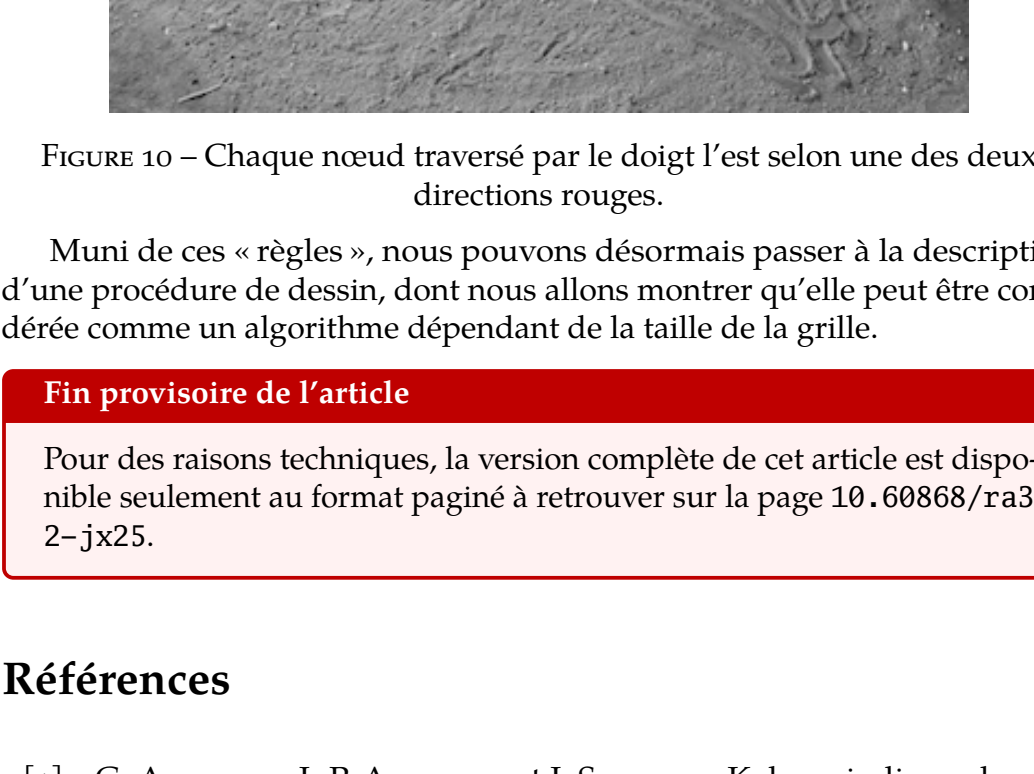 FIGURE 10 – Chaque nœud traversé par le doigt l'est selon une des deux
directions rouges.
Muni de ces « règles », nous pouvons désormais passer à la descripti
d'une procédure de dessin, dont nous allons montrer qu'elle peut être con
dérée comme un algorithme dépendant de la taille de la grille.
Fin provisoire de l'article
Pour des raisons techniques, la version complète de cet article est dispo-
nible seulement au format paginé à retrouver sur la page 10.60868/ra3
2-jx25.
Références